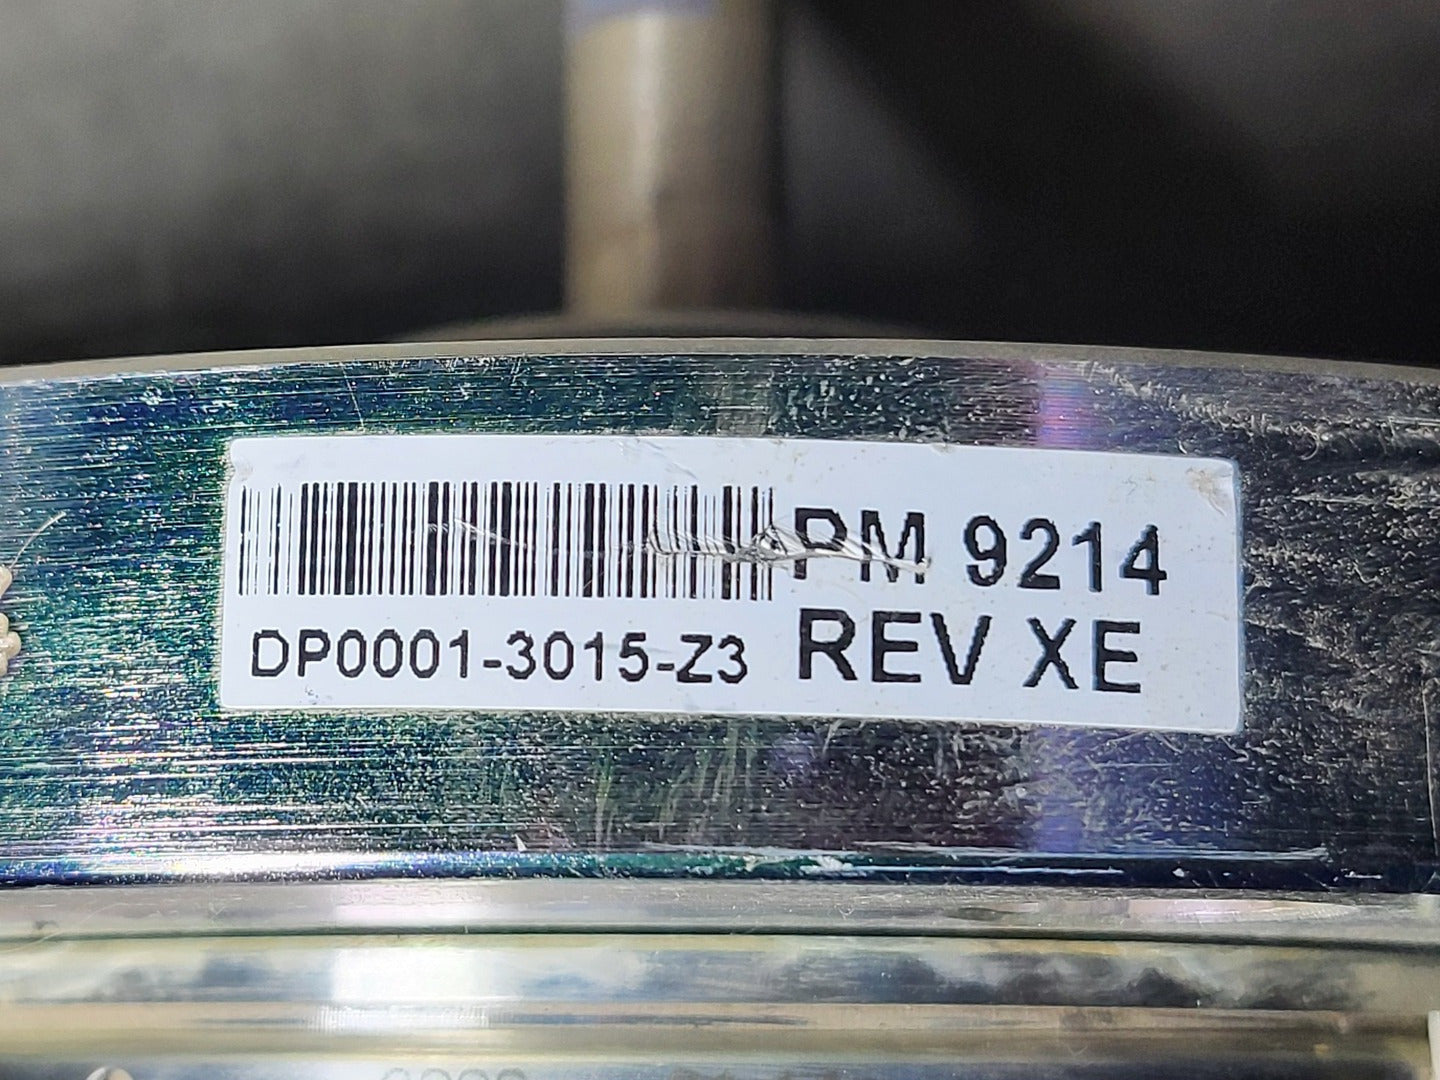 PM 9214
DP0001-3015-Z3 REV XE